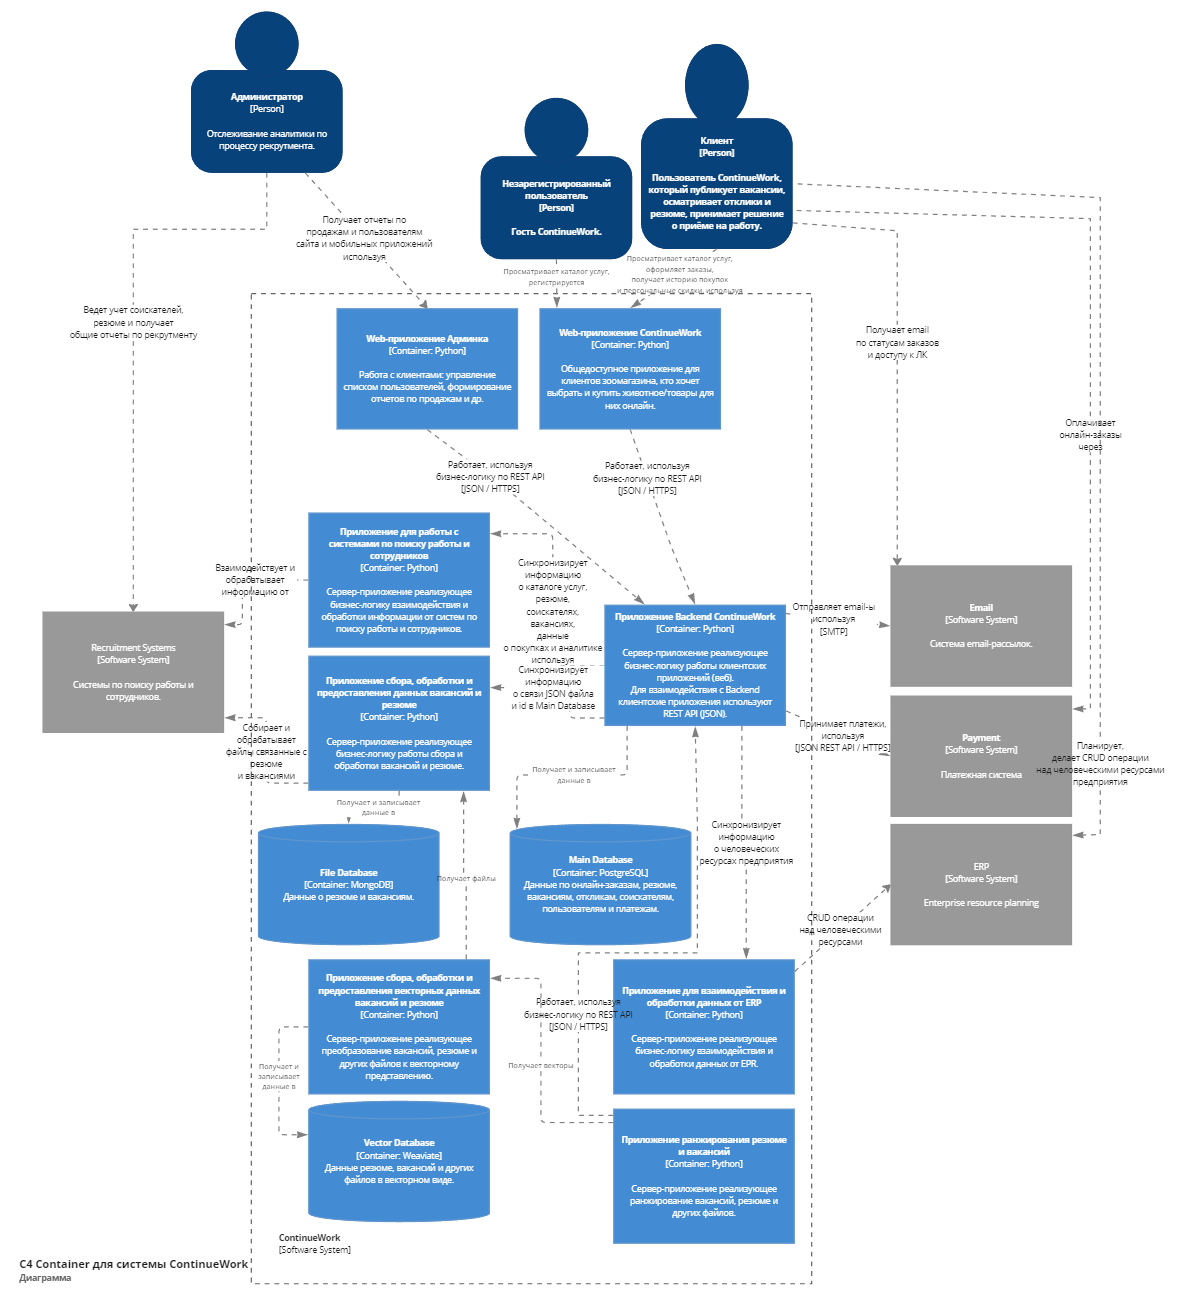 Администратор
[Person]
Отслеживание аналитики по
процессу рекрутмента.
Незарегистрированный
пользователь
[Person]
Гость ContinueWork.
Клиент
[Person]
Пользователь ContinueWork,
который публикует вакансии,
осматривает отклики и
резюме, принимает решение
о приёме на работу.
Получает отчеты по
продажам и пользователям
сайта и мобильных приложений
используя
Просматривает каталог услуг,
регистрируется
Просматривает каталог услуг,
оформляет заказы,
получает историю покупок
и персональные скидки, используя
Ведет учет соискателей,
резюме и получает
общие отчеты по рекрутменту
Получает email
по статусам заказов
и доступу к ЛК
Оплачивает
онлайн-заказы
через
Web-приложение Админка
[Container: Python]
Работа с клиентами: управление
списком пользователей, формирование
отчетов по продажам и др.
Web-приложение ContinueWork
[Container: Python]
Общедоступное приложение для
клиентов зоомагазина, кто хочет
выбрать и купить животное/товары для
них онлайн.
Работает, используя
бизнес-логику по REST API
[JSON / HTTPS]
Работает, используя
бизнес-логику по REST API
[JSON / HTTPS]
Приложение для работы с
системами по поиску работы и
сотрудников
[Container: Python]
Сервер-приложение реализующее
бизнес-логику взаимодействия и
обработки информации от систем по
поиску работы и сотрудников.
Взаимодействует и
обрабатывает
информацию от
Синхронизирует
информацию
о каталоге услуг,
резюме,
соискателях,
вакансиях,
данные
о покупках и аналитике
используя
Синхронизирует
информацию
о связи JSON файла
и id в Main Database
Приложение Backend ContinueWork
[Container: Python]
Сервер-приложение реализующее
бизнес-логику работы клиентских
приложений (веб).
Для взаимодействия с Backend
клиентские приложения используют
REST API (JSON).
Отправляет email-ы
используя
[SMTP]
Email
[Software System]
Система email-рассылок.
Recruitment Systems
[Software System]
Системы по поиску работы и
сотрудников.
Приложение сбора, обработки и
предоставления данных вакансий и
резюме
[Container: Python]
Сервер-приложение реализующее
бизнес-логику работы сбора и
обработки вакансий и резюме.
Собирает и
обрабатывает
файлы связанные с
резюме
и вакансиями
Принимает платежи,
используя
[JSON REST API / HTTPS]
Payment
[Software System]
Платежная система
Планирует,
делает CRUD операции
над человеческими ресурсами
предприятия
Получает и записывает
данные в
Получает и записывает
данные в
Синхронизирует
информацию
о человеческих
ресурсах предприятия
File Database
[Container: MongoDB]
Данные о резюме и вакансиям.
Получает файлы
Main Database
[Container: PostgreSQL]
Данные по онлайн-заказам, резюме,
вакансиям, откликам, соискателям,
пользователям и платежам.
ERP
[Software System]
Enterprise resource planning
CRUD операции
над человеческими
ресурсами
Приложение сбора, обработки и
предоставления векторных данных
вакансий и резюме
[Container: Python]
Сервер-приложение реализующее
преобразование вакансий, резюме и
других файлов к векторному
представлению.
Работает, используя
бизнес-логику по REST API
[JSON / HTTPS]
Приложение для взаимодействия и
обработки данных от ERP
[Container: Python]
Сервер-приложение реализующее
бизнес-логику взаимодействия и
обработки данных от EPR.
Получает и
записывает
данные в
Получает векторы
Vector Database
[Container: Weaviate]
Данные резюме, вакансий и других
файлов в векторном виде.
Приложение ранжирования резюме
и вакансий
[Container: Python]
Сервер-приложение реализующее
ранжирование вакансий, резюме и
других файлов.
ContinueWork
[Software System]
C4 Container для системы ContinueWork
Диаграмма